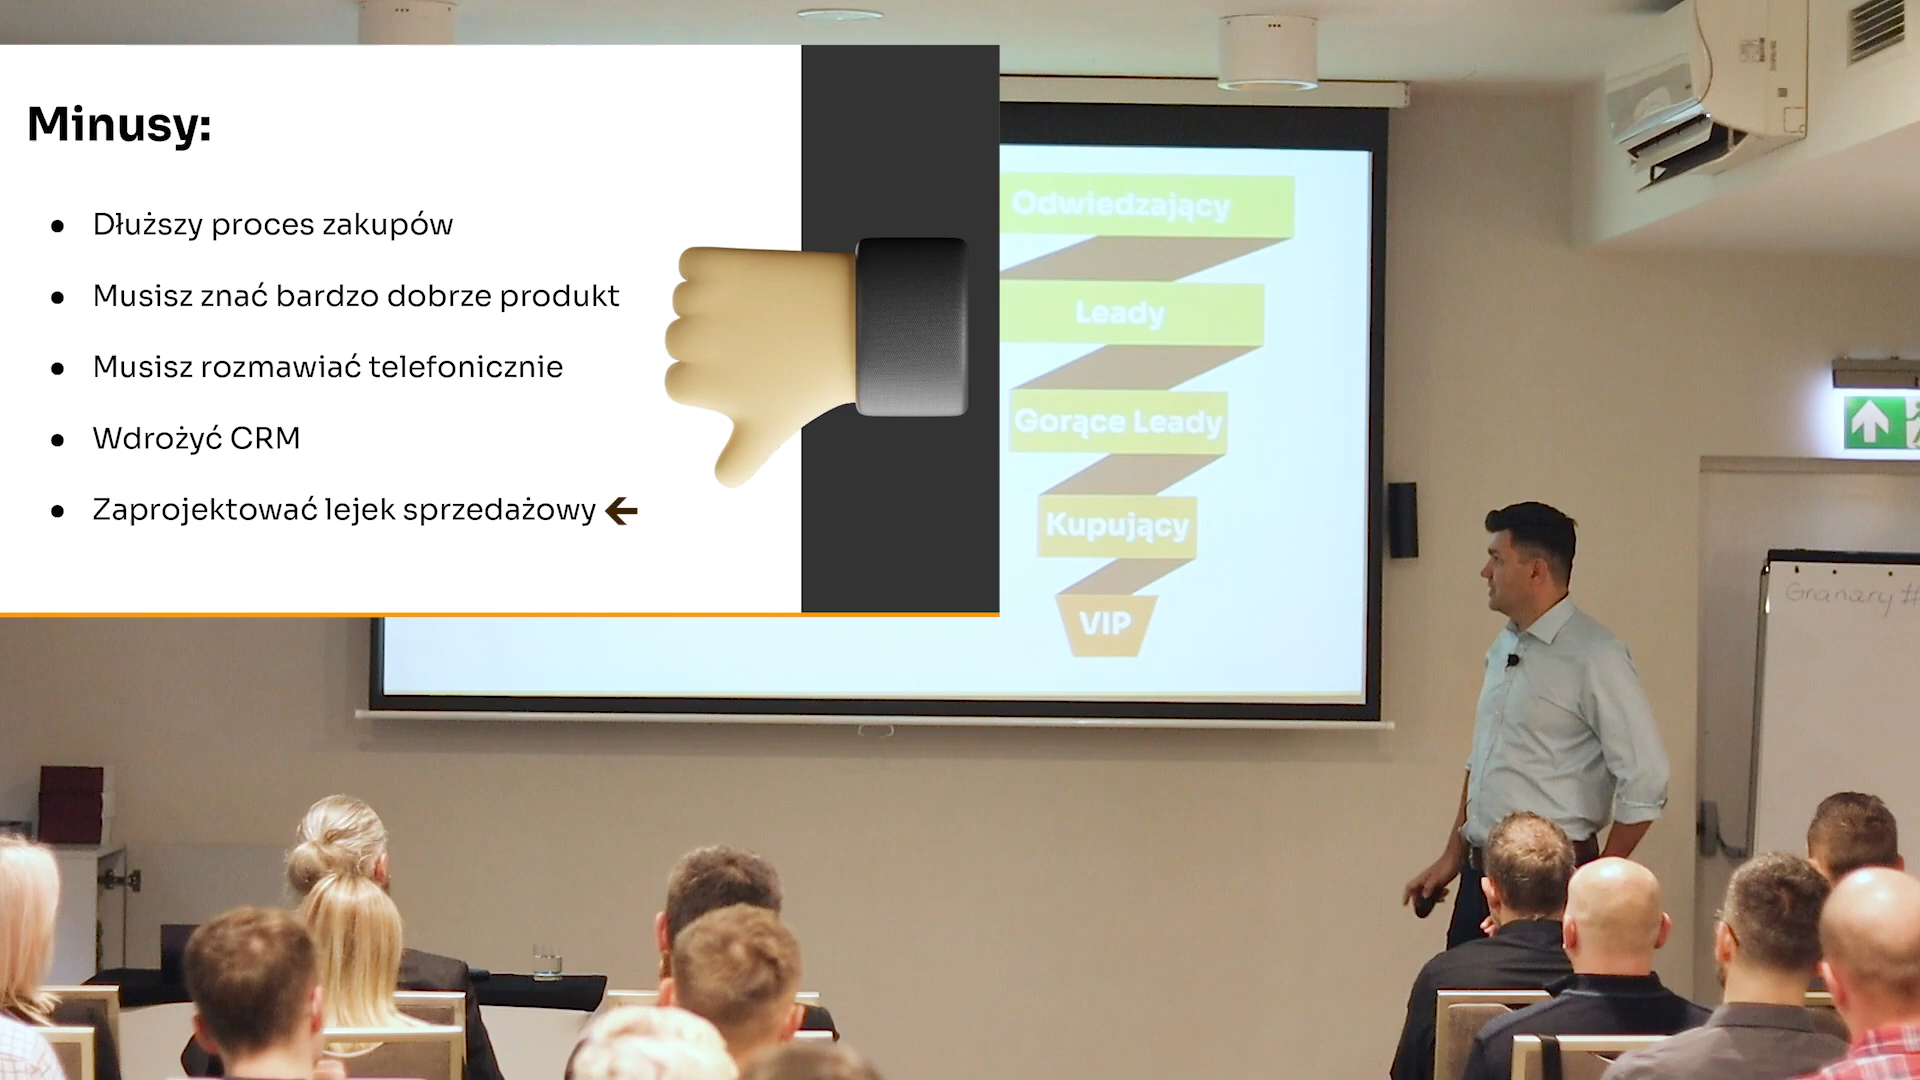 Minusy:
Dłuższy proces zakupów
Musisz znać bardzo dobrze produkt
Musisz rozmawiać telefonicznie
Wdrożyć CRM
Zaprojektować lejek sprzedażowy ←
Odwiedzający
Leady
Gorące Leady
Kupujący
VIP
Granary #